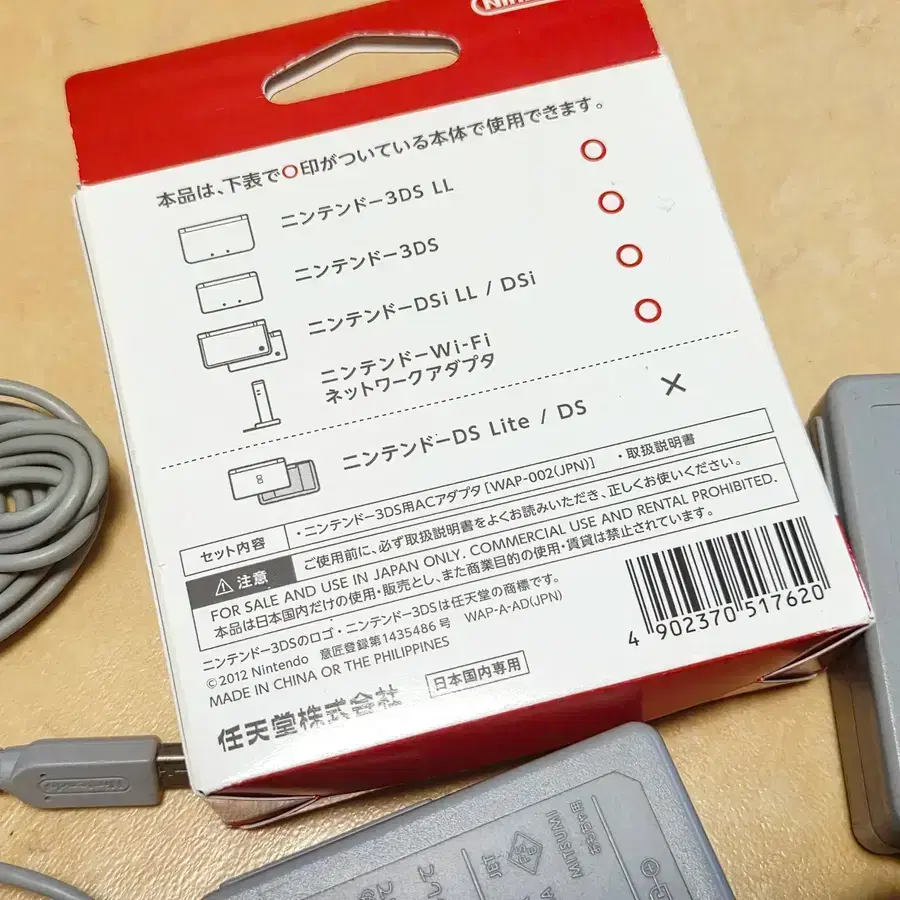 本品は、下表で○印がついている本体で使用できます。
ニンテンドー3DS LL ○
ニンテンドー3DS ○
ニンテンドーDSi LL / DSi ○
ニンテンドーWi-Fi
ネットワークアダプタ ○
ニンテンドーDS Lite / DS ×
セット内容 ・ニンテンドー3DS用ACアダプタ [WAP-002(JPN)] ・取扱説明書
注意 ご使用前に、必ず取扱説明書をよくお読みいただき、正しくお使いください。
FOR SALE AND USE IN JAPAN ONLY. COMMERCIAL USE AND RENTAL PROHIBITED.
本品は日本国内だけの使用・販売とし、また商業目的の使用・賃貸は禁止されています。
ニンテンドー3DSのロゴ・ニンテンドー3DSは任天堂の商標です。
©2012 Nintendo 意匠登録第1435486号 WAP-A-AD(JPN)
MADE IN CHINA OR THE PHILIPPINES
任天堂株式会社 日本国内専用
4 902370 517620
JET
PSE
MITSUMI